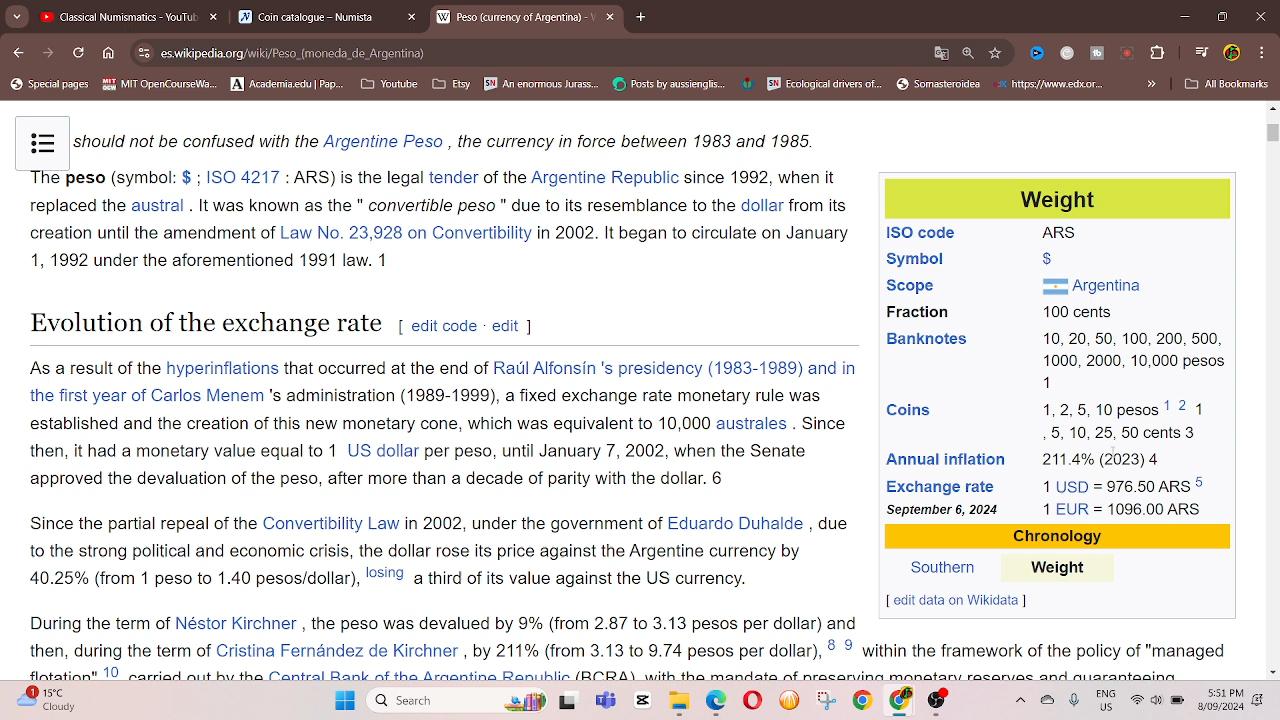 Classical Numismatics - YouTub
Coin catalogue – Numista
Peso (currency of Argentina) - V
es.wikipedia.org/wiki/Peso_(moneda_de_Argentina)
Special pages
MIT OpenCourseWa...
Academia.edu | Pap...
Youtube
Etsy
An enormous Jurass...
Posts by aussienglis...
Ecological drivers of...
Somasteroidea
https://www.edx.or...
»
All Bookmarks
should not be confused with the Argentine Peso , the currency in force between 1983 and 1985.
The peso (symbol: $ ; ISO 4217 : ARS) is the legal tender of the Argentine Republic since 1992, when it
replaced the austral . It was known as the " convertible peso " due to its resemblance to the dollar from its
creation until the amendment of Law No. 23,928 on Convertibility in 2002. It began to circulate on January
1, 1992 under the aforementioned 1991 law. 1
Evolution of the exchange rate [ edit code · edit ]
As a result of the hyperinflations that occurred at the end of Raúl Alfonsín 's presidency (1983-1989) and in
the first year of Carlos Menem 's administration (1989-1999), a fixed exchange rate monetary rule was
established and the creation of this new monetary cone, which was equivalent to 10,000 australes . Since
then, it had a monetary value equal to 1 US dollar per peso, until January 7, 2002, when the Senate
approved the devaluation of the peso, after more than a decade of parity with the dollar. 6
Since the partial repeal of the Convertibility Law in 2002, under the government of Eduardo Duhalde , due
to the strong political and economic crisis, the dollar rose its price against the Argentine currency by
40.25% (from 1 peso to 1.40 pesos/dollar), losing a third of its value against the US currency.
During the term of Néstor Kirchner , the peso was devalued by 9% (from 2.87 to 3.13 pesos per dollar) and
then, during the term of Cristina Fernández de Kirchner , by 211% (from 3.13 to 9.74 pesos per dollar), 8 9 within the framework of the policy of "managed
flotation" 10 carried out by the Central Bank of the Argentine Republic (BCRA), with the mandate of preserving monetary reserves and guaranteeing
Weight
ISO code ARS
Symbol $
Scope Argentina
Fraction 100 cents
Banknotes 10, 20, 50, 100, 200, 500,
1000, 2000, 10,000 pesos
1
Coins 1, 2, 5, 10 pesos 1 2 1
, 5, 10, 25, 50 cents 3
Annual inflation 211.4% (2023) 4
Exchange rate 1 USD = 976.50 ARS 5
September 6, 2024 1 EUR = 1096.00 ARS
Chronology
Southern Weight
[ edit data on Wikidata ]
1
15°C
Cloudy
Search
ENG
US
5:51 PM
8/09/2024